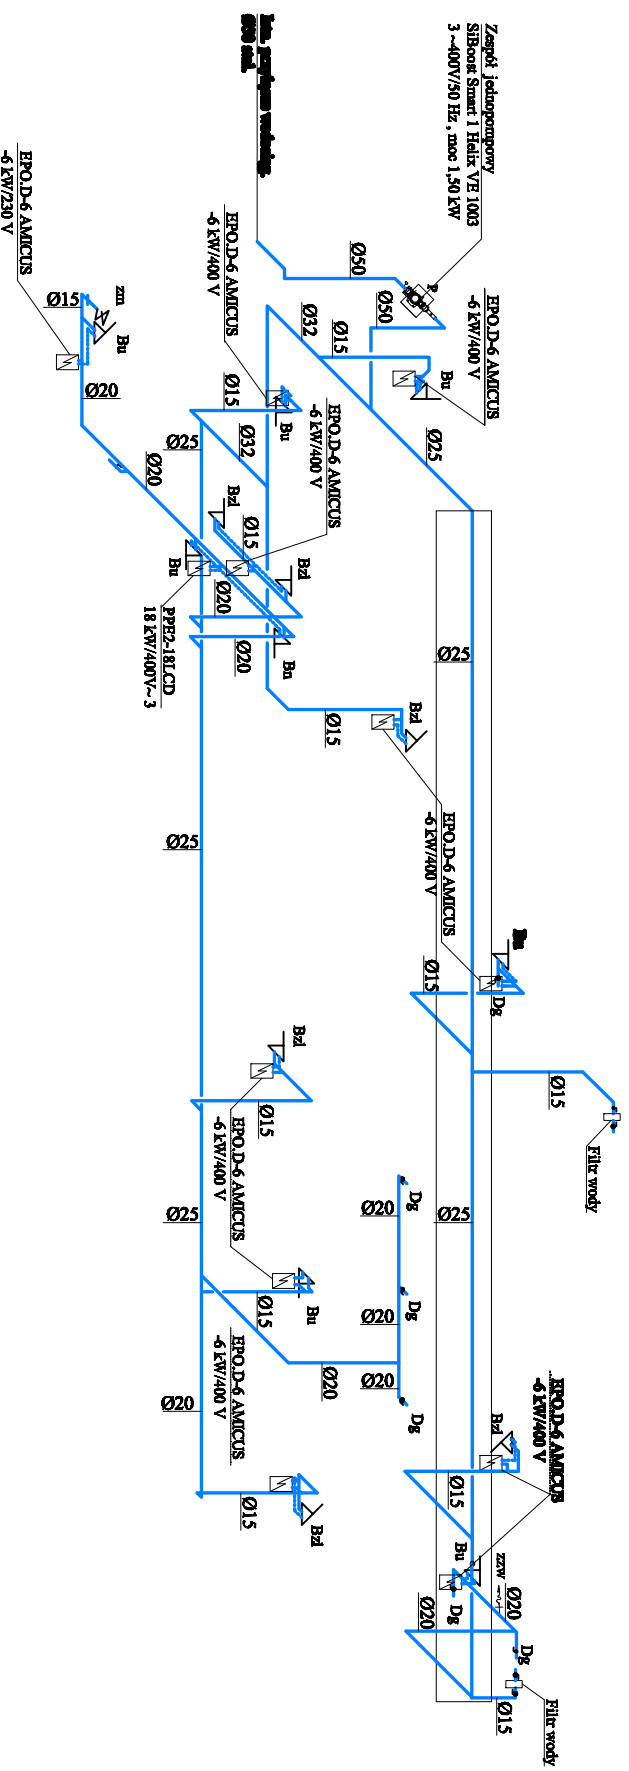 Zespół jednopompowy
SiBoost Smart 1 Helix VE 1003
3 ~400V/50 Hz , moc 1,50 kW
Ø50
P
Ø50
EPO.D-6 AMICUS
-6 kW/400 V
Bu
Ø15
Ø32
Ø25
EPO.D-6 AMICUS
-6 kW/400 V
Bu
Ø15
Ø25
Ø32
EPO.D-6 AMICUS
-6 kW/400 V
Bzl
Ø15
Bzl
EPO.D-6 AMICUS
-6 kW/230 V
zm
Ø15
Bu
Ø20
Ø20
Bu
Ø20
Ø20
Bn
PPE2-18LCD
18 kW/400V~ 3
Ø25
Bzl
Ø15
EPO.D-6 AMICUS
-6 kW/400 V
Ø25
Dg
Ø15
Ø15
Filtr wody
Bzl
Ø15
EPO.D-6 AMICUS
-6 kW/400 V
Ø25
Ø25
Dg
Ø20
Dg
Ø20
Ø20
Dg
Bu
Ø15
Ø20
EPO.D-6 AMICUS
-6 kW/400 V
Ø20
Ø15
Bzl
EPO.D-6 AMICUS
-6 kW/400 V
Bzl
Ø15
Bu
Dg
zzw
Ø20
Ø20
Dg
Ø15
Filtr wody